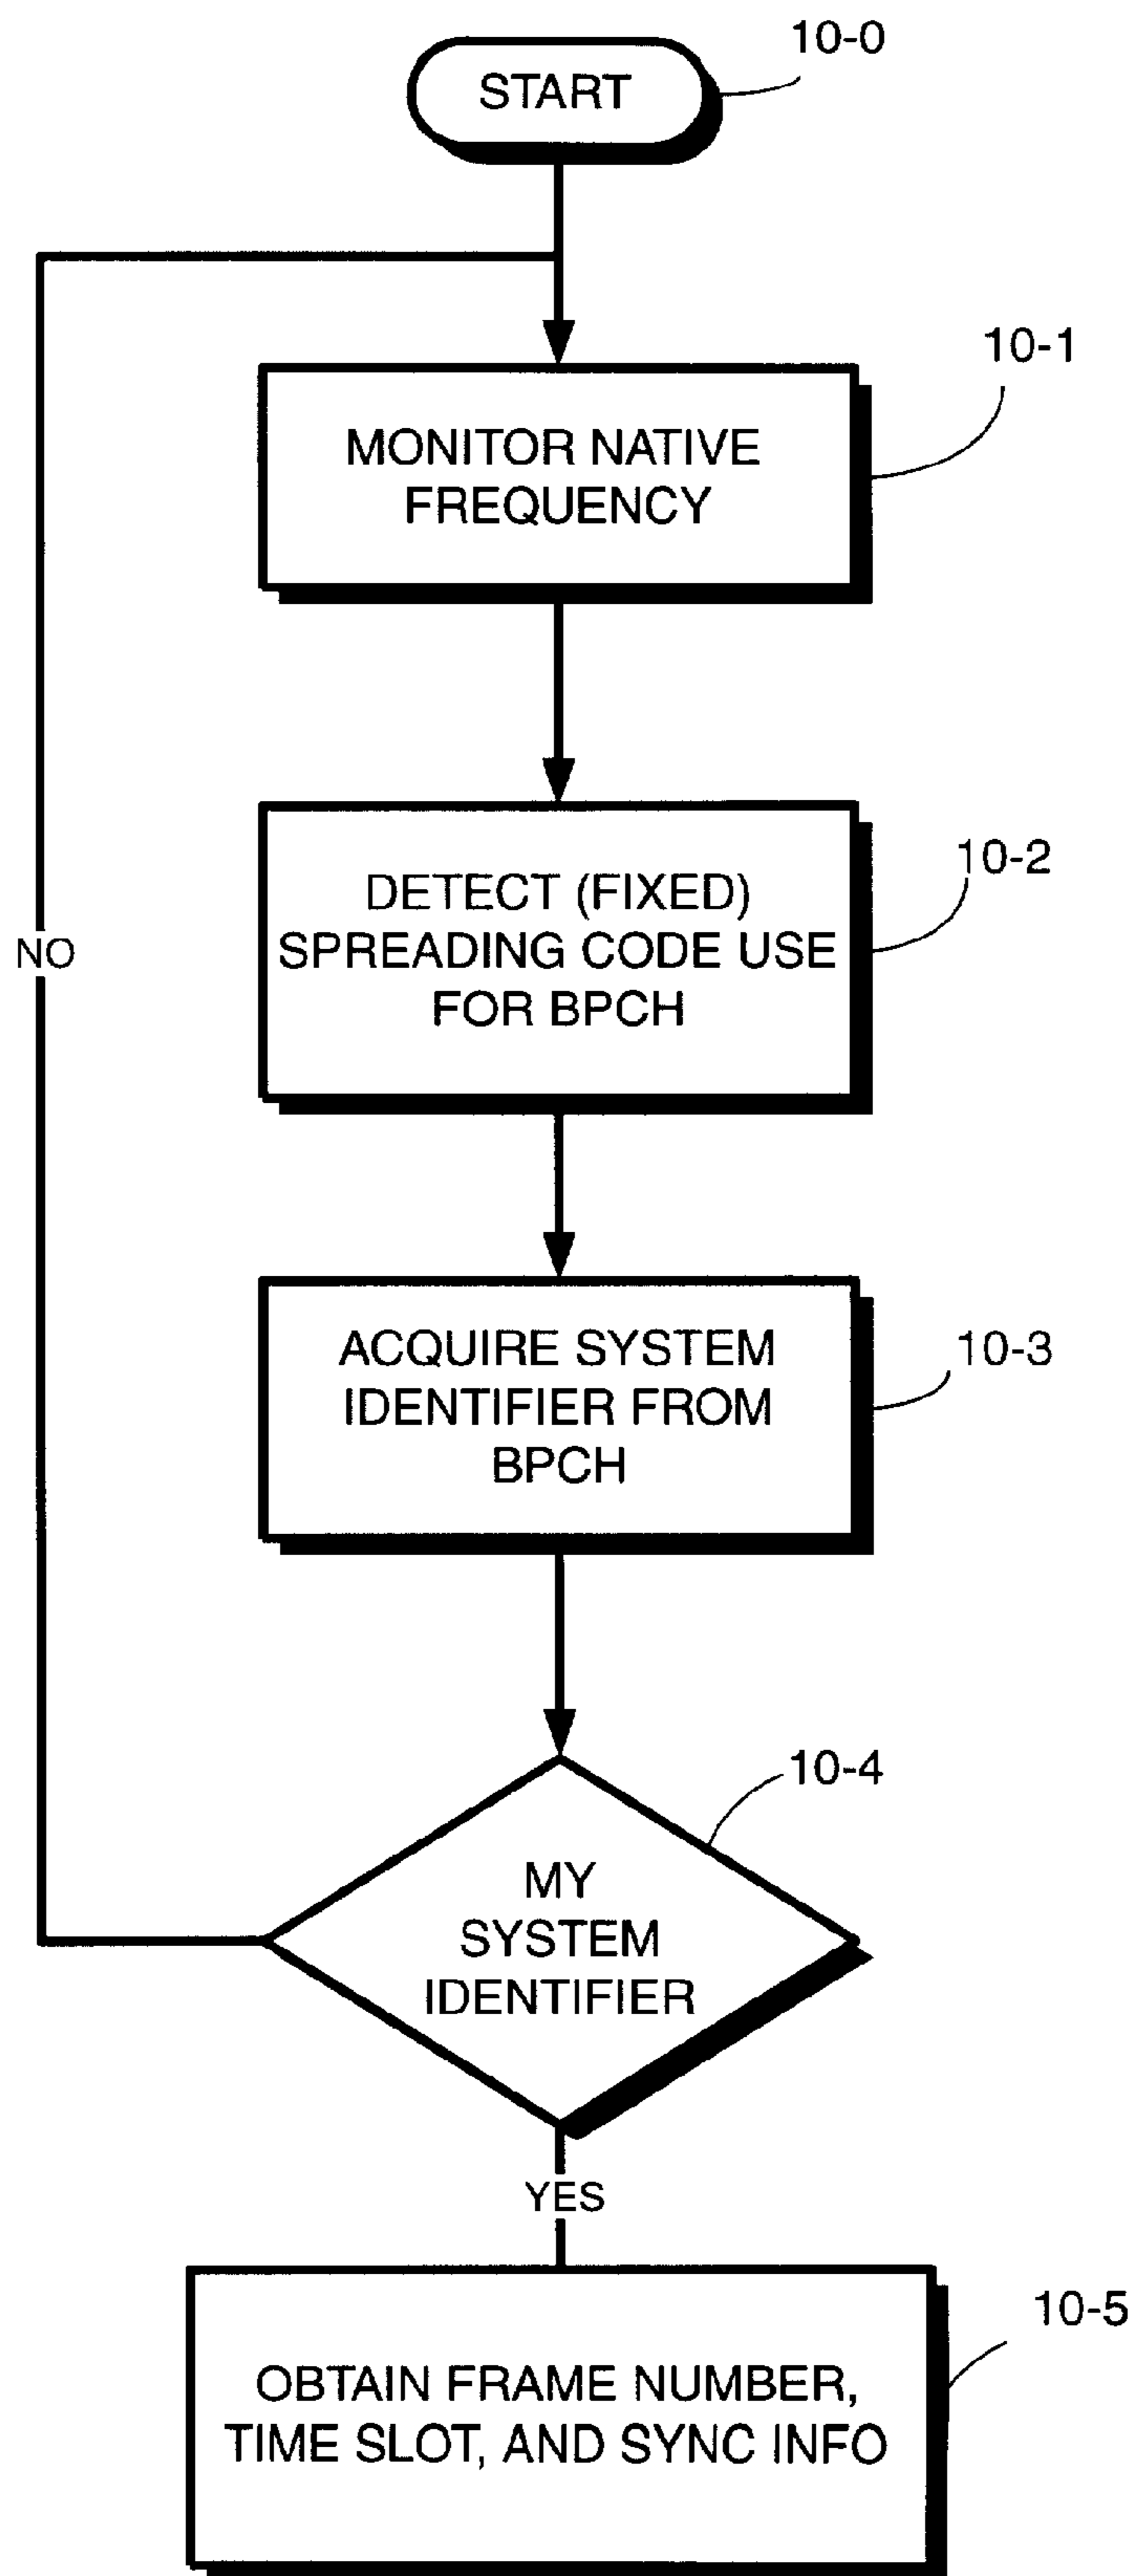 10-0
START
10-1
MONITOR NATIVE
FREQUENCY
10-2
DETECT (FIXED)
SPREADING CODE USE
FOR BPCH
NO
10-3
ACQUIRE SYSTEM
IDENTIFIER FROM
BPCH
10-4
MY
SYSTEM
IDENTIFIER
YES
10-5
OBTAIN FRAME NUMBER,
TIME SLOT, AND SYNC INFO